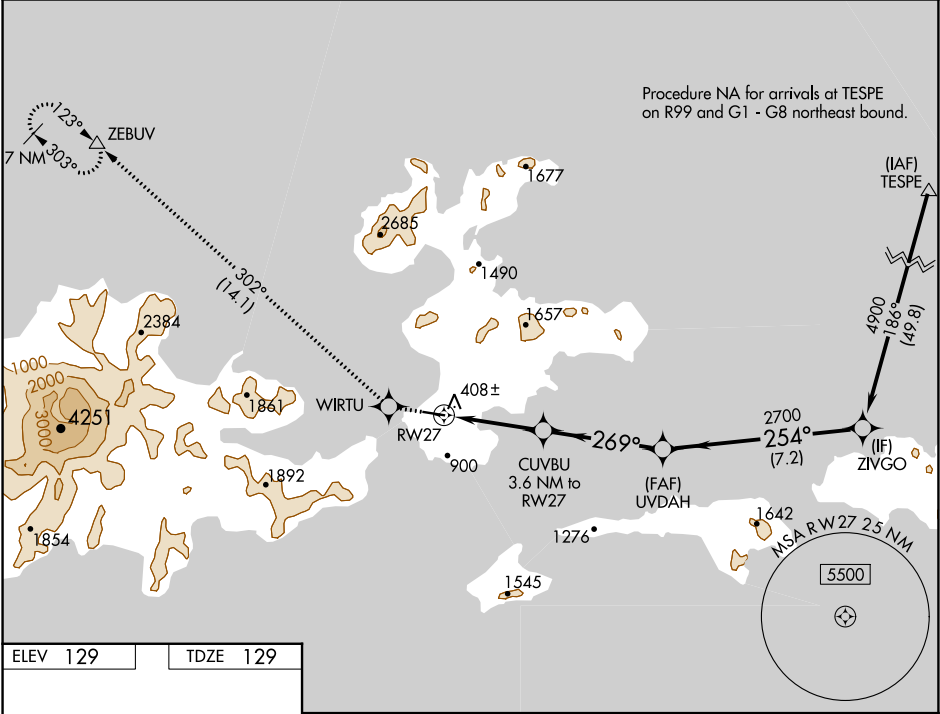 Procedure NA for arrivals at TESPE
on R99 and G1 - G8 northeast bound.
123°
ZEBUV
7 NM
303°
(IAF)
TESPE
1677
2685
302°
(14.1)
1490
4900
186°
(49.8)
2384
1657
1000
2000
3000
4251
1861
WIRTU
408±
RW27
2700
269°
254°
(7.2)
(IF)
ZIVGO
900
CUVBU
3.6 NM to
RW27
(FAF)
UVDAH
1892
1854
1276
1642
MSA RW27 25 NM
1545
5500
ELEV 129
TDZE 129